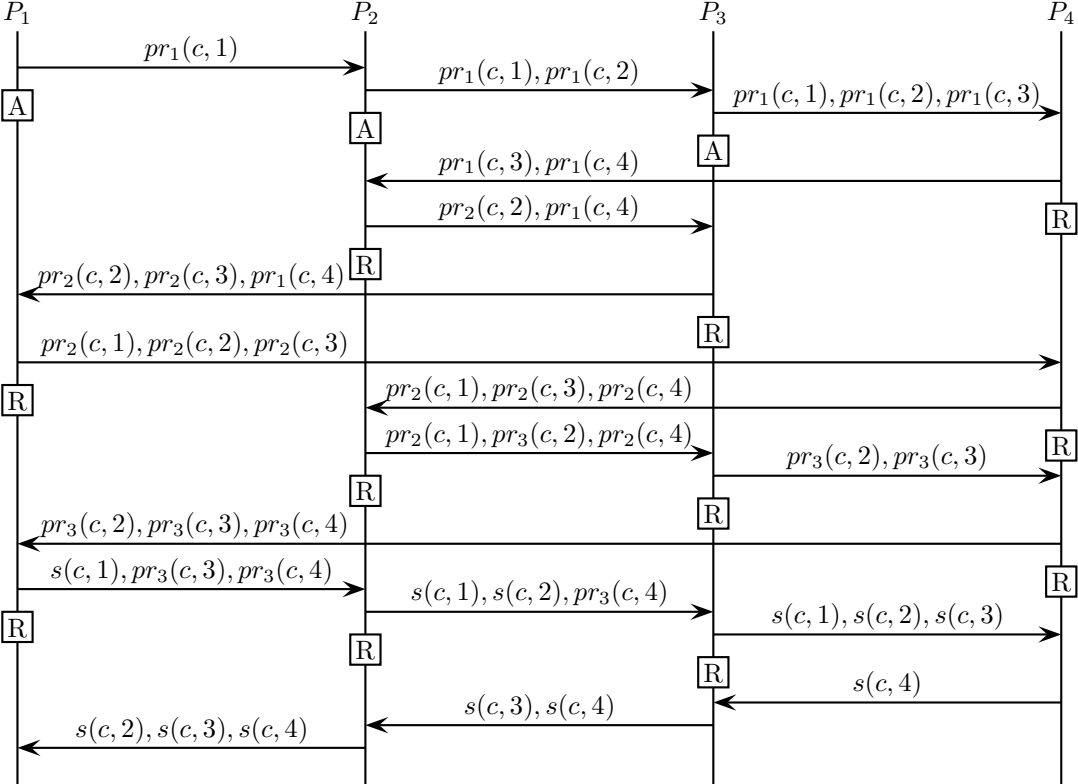 P1 P2 P3 P4
pr1(c, 1)
pr1(c, 1), pr1(c, 2)
pr1(c, 1), pr1(c, 2), pr1(c, 3)
A
A
A
pr1(c, 3), pr1(c, 4)
pr2(c, 2), pr1(c, 4)
R
R
pr2(c, 2), pr2(c, 3), pr1(c, 4)
R
pr2(c, 1), pr2(c, 2), pr2(c, 3)
R
pr2(c, 1), pr2(c, 3), pr2(c, 4)
pr2(c, 1), pr3(c, 2), pr2(c, 4)
R
pr3(c, 2), pr3(c, 3)
R
R
pr3(c, 2), pr3(c, 3), pr3(c, 4)
s(c, 1), pr3(c, 3), pr3(c, 4)
R
s(c, 1), s(c, 2), pr3(c, 4)
R
s(c, 1), s(c, 2), s(c, 3)
R
R
s(c, 4)
s(c, 3), s(c, 4)
s(c, 2), s(c, 3), s(c, 4)